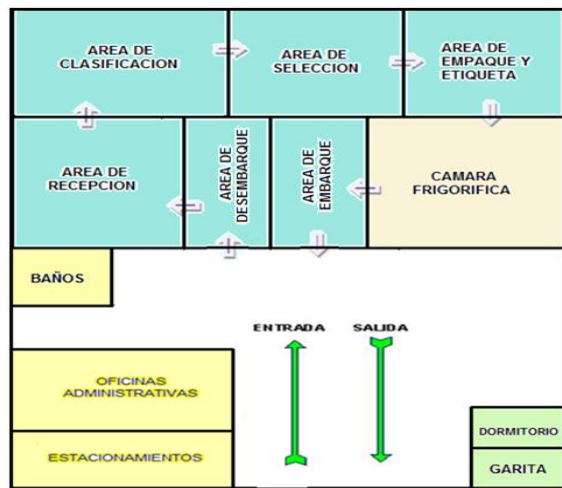 AREA DE
CLASIFICACION
AREA DE
SELECCION
AREA DE
EMPAQUE Y
ETIQUETA
AREA DE
RECEPCION
AREA DE
DESEMBARQUE
AREA DE
EMBARQUE
CAMARA
FRIGORIFICA
BAÑOS
ENTRADA
SALIDA
OFICINAS
ADMINISTRATIVAS
ESTACIONAMIENTOS
DORMITORIO
GARITA